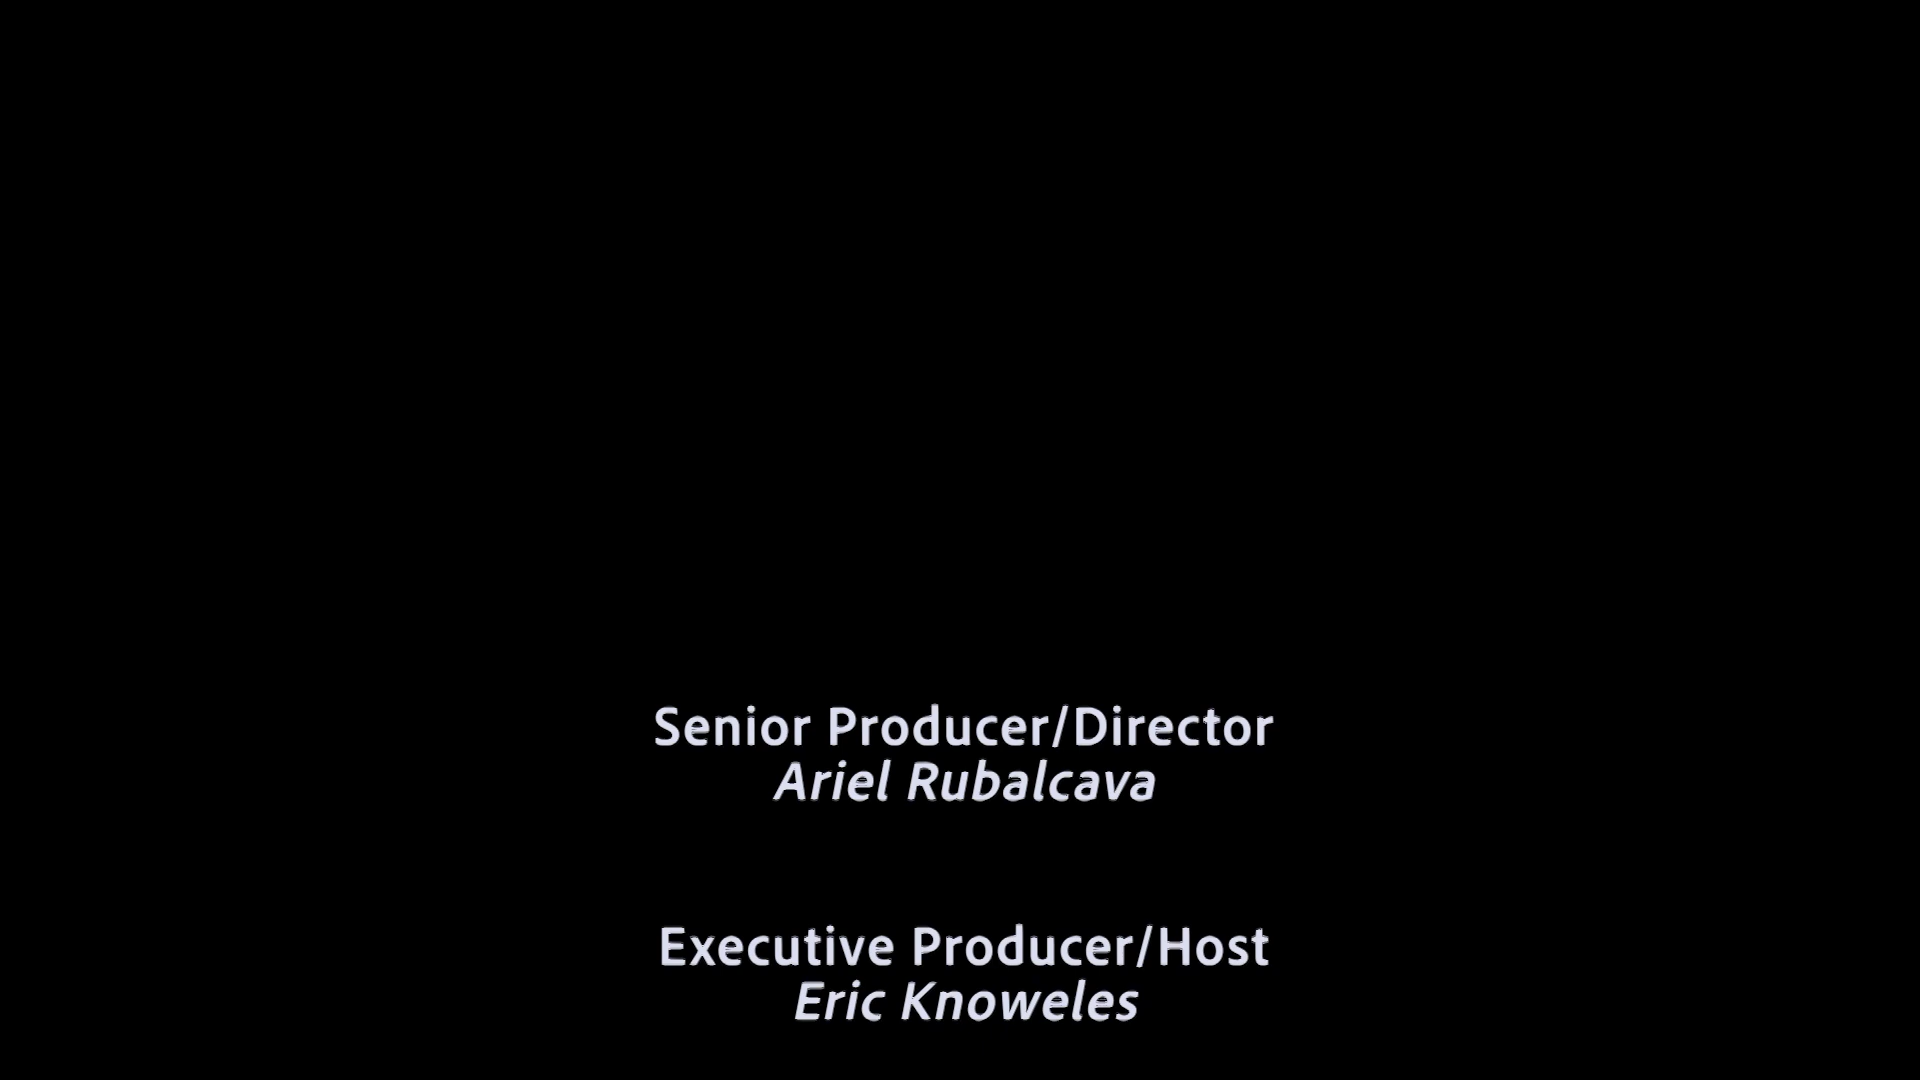 Senior Producer/Director
Ariel Rubalcava
Executive Producer/Host
Eric Knoweles